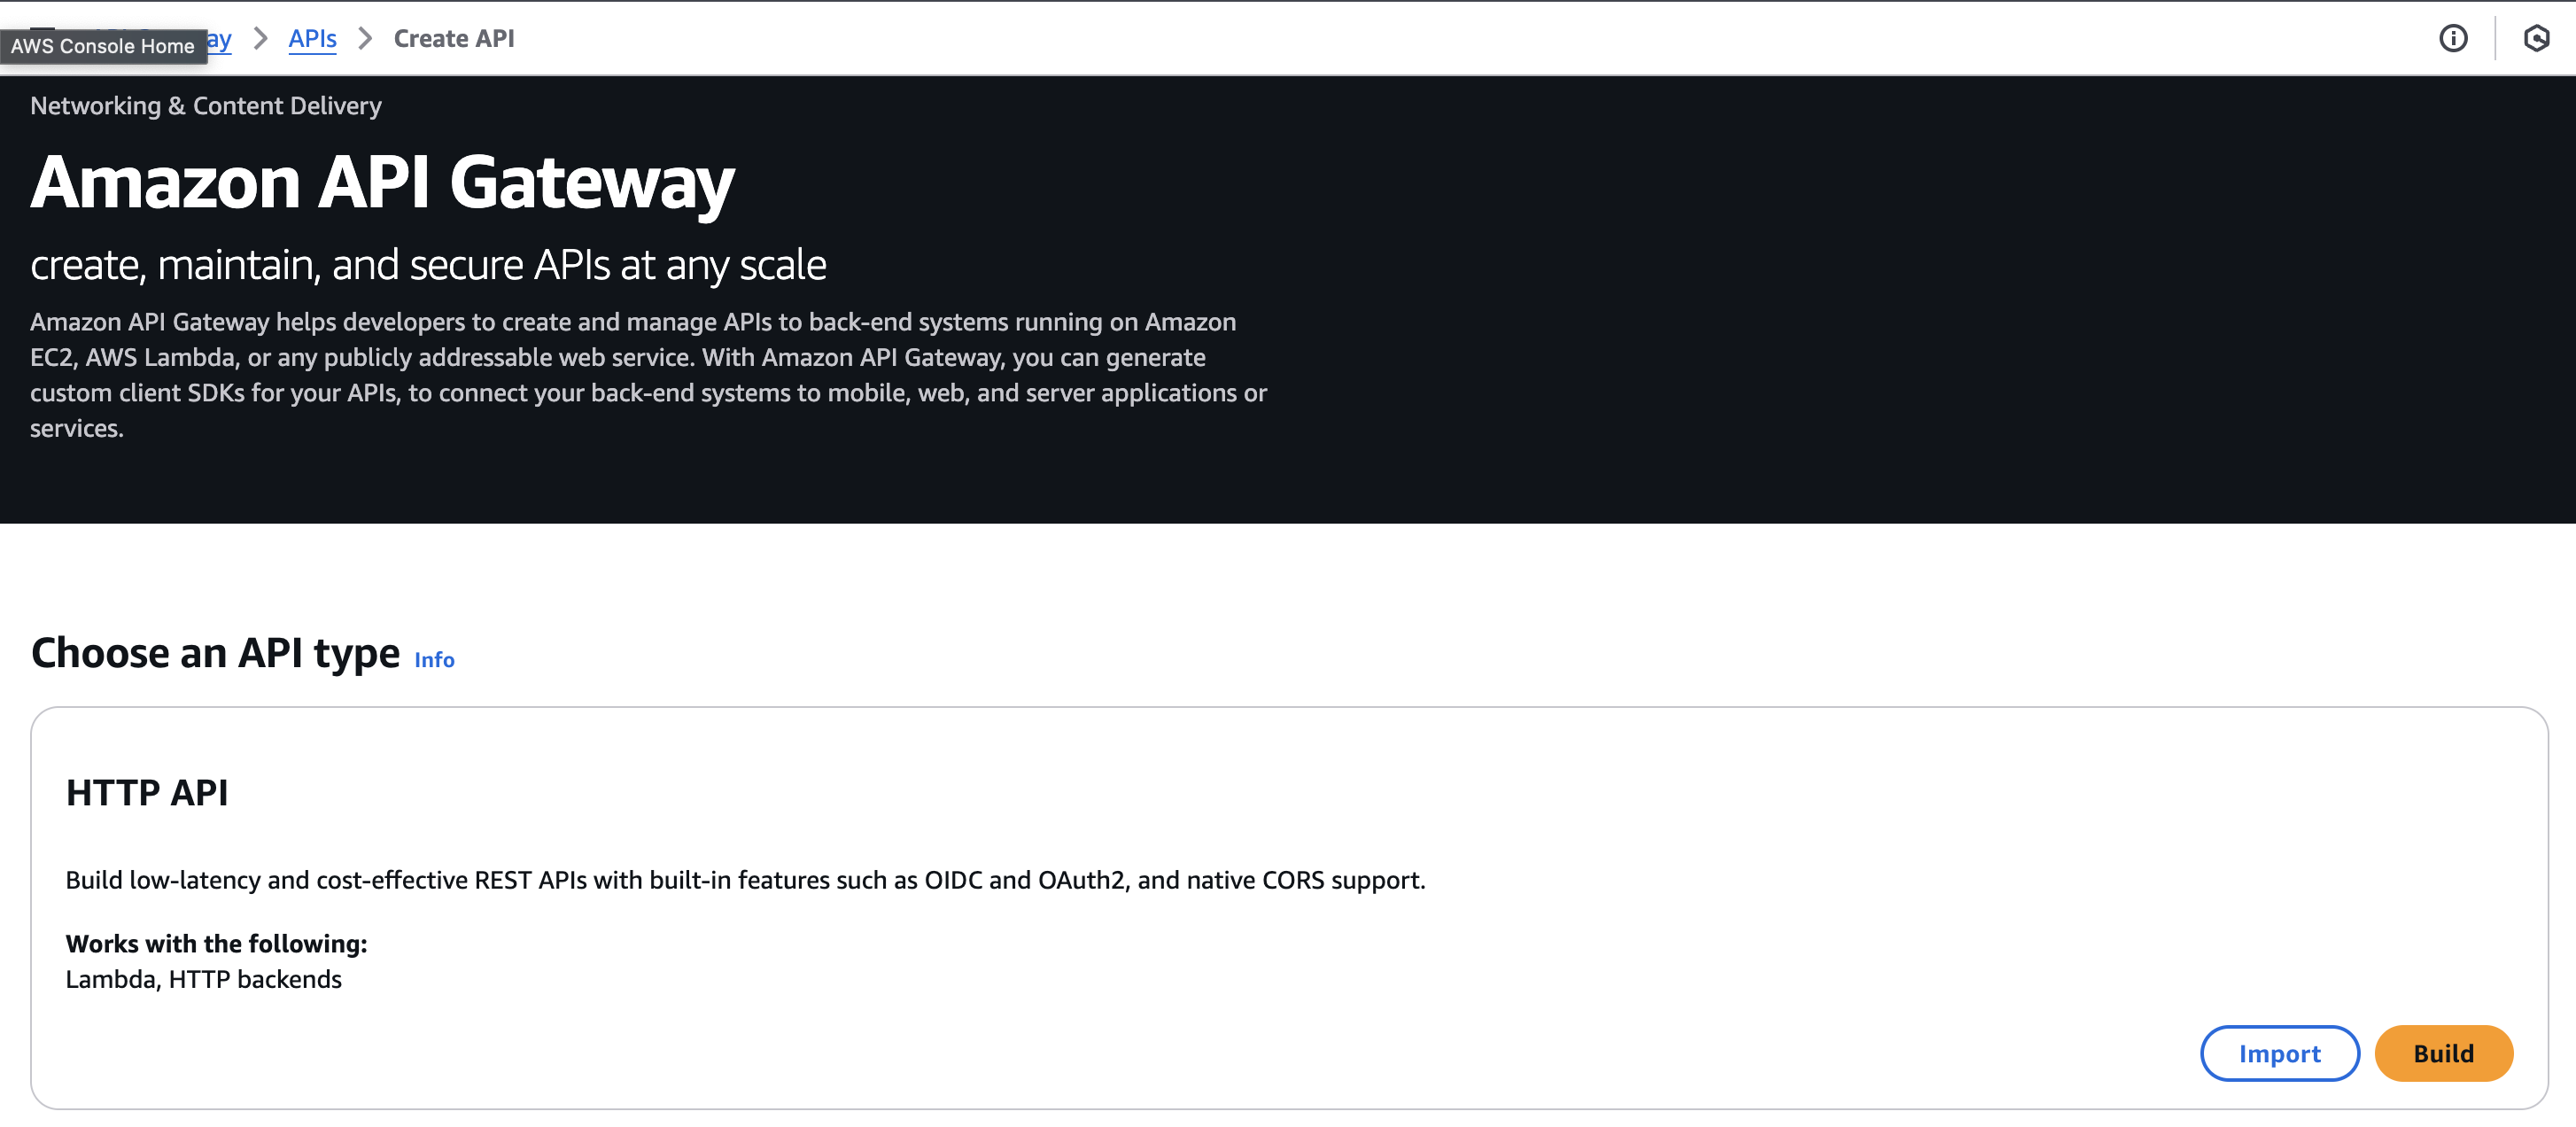 AWS Console Home
APIs
Create API
Networking & Content Delivery
Amazon API Gateway
create, maintain, and secure APIs at any scale
Amazon API Gateway helps developers to create and manage APIs to back-end systems running on Amazon
EC2, AWS Lambda, or any publicly addressable web service. With Amazon API Gateway, you can generate
custom client SDKs for your APIs, to connect your back-end systems to mobile, web, and server applications or
services.
Choose an API type Info
HTTP API
Build low-latency and cost-effective REST APIs with built-in features such as OIDC and OAuth2, and native CORS support.
Works with the following:
Lambda, HTTP backends
Import
Build